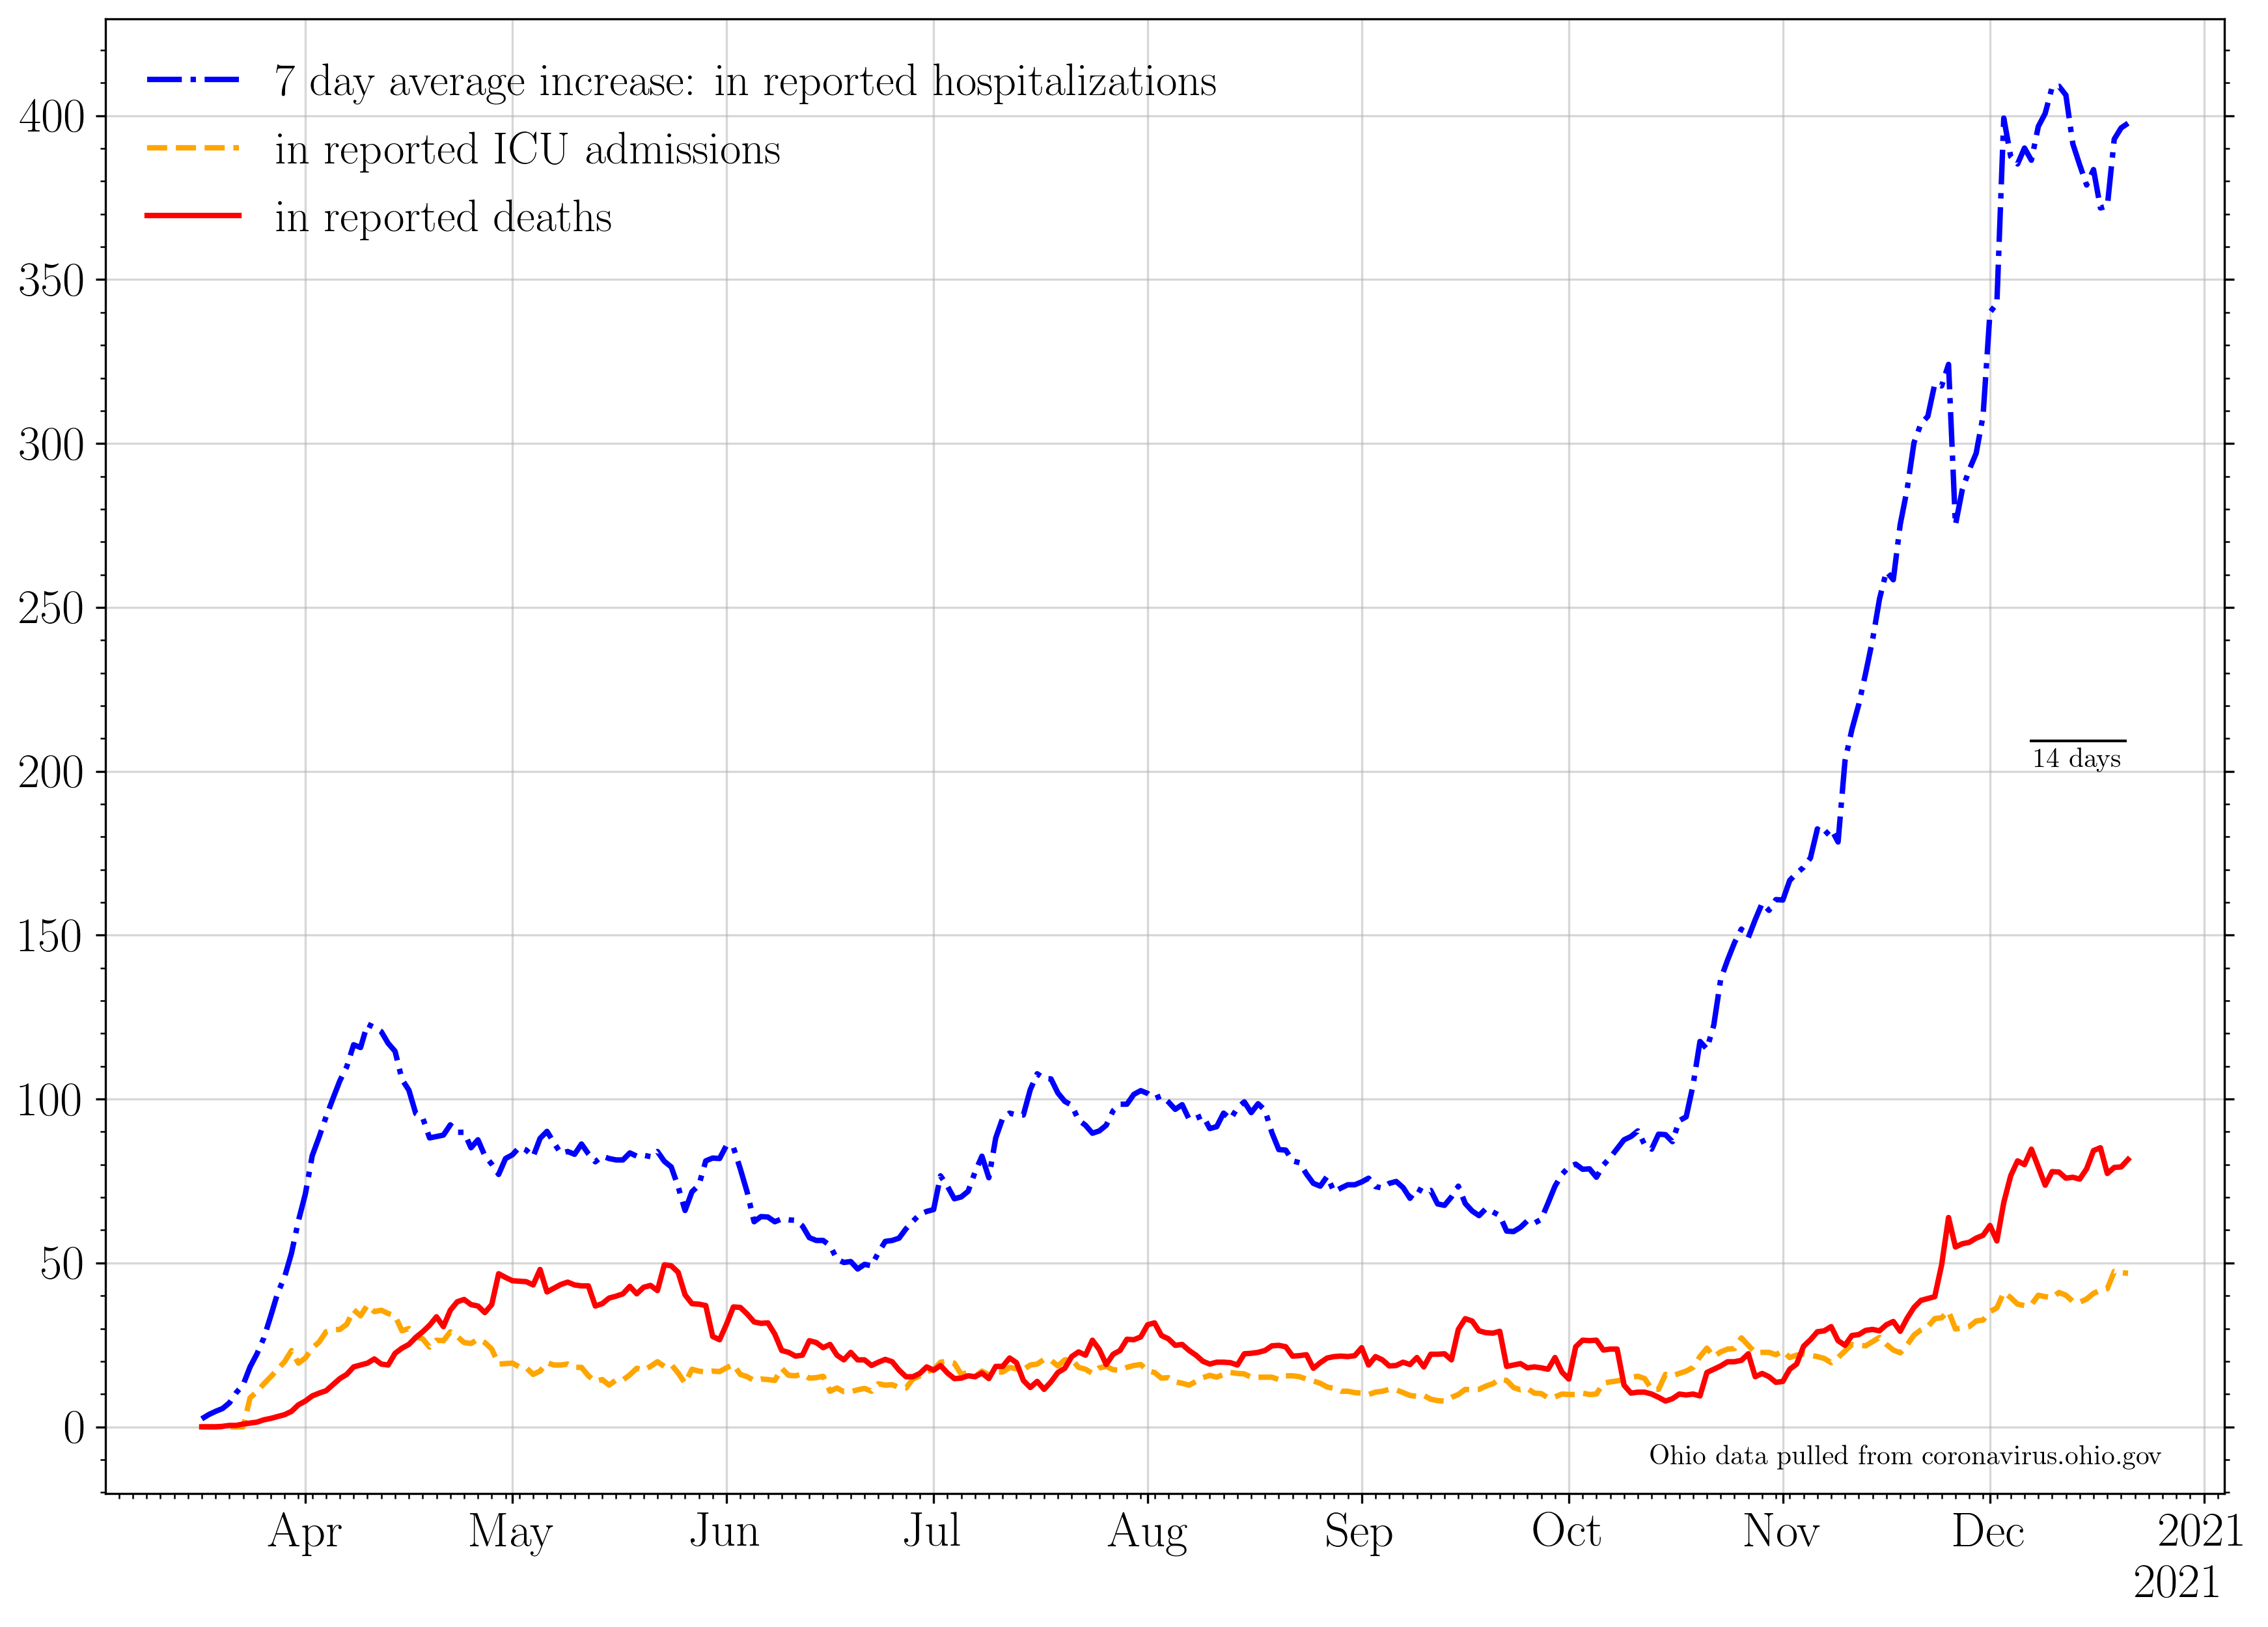 7 day average increase: in reported hospitalizations
in reported ICU admissions
in reported deaths
400
350
300
250
200
150
100
50
0
14 days
Ohio data pulled from coronavirus.ohio.gov
Apr May Jun Jul Aug Sep Oct Nov Dec 2021
2021